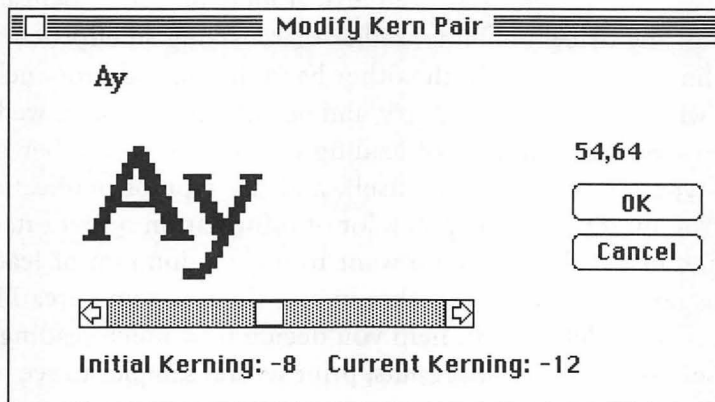 Modify Kern Pair
Ay
Ay
54,64
OK
Cancel
Initial Kerning: -8 Current Kerning: -12